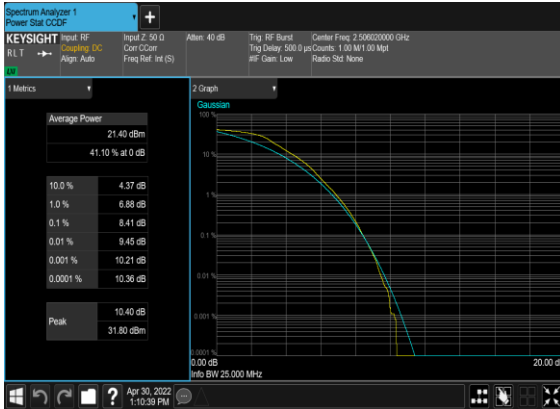 Spectrum Analyzer 1
Power Stat CCDF
KEYSIGHT
RLT
Input: RF
Coupling: DC
Align: Auto
Input Z: 50 Ω
Corr CCorr
Freq Ref: Int (S)
Atten: 40 dB
Trig: RF Burst
Trig Delay: 500.0 µs
#IF Gain: Low
Center Freq: 2.506020000 GHz
Counts: 1.00 M/1.00 Mpt
Radio Std: None
1 Metrics
Average Power
21.40 dBm
41.10 % at 0 dB
10.0 % 4.37 dB
1.0 % 6.88 dB
0.1 % 8.41 dB
0.01 % 9.45 dB
0.001 % 10.21 dB
0.0001 % 10.36 dB
Peak
10.40 dB
31.80 dBm
2 Graph
Gaussian
100 %
10 %
1 %
0.1 %
0.01 %
0.001 %
0.0001 %
0.00 dB
20.00 d
Info BW 25.000 MHz
Apr 30, 2022
1:10:39 PM